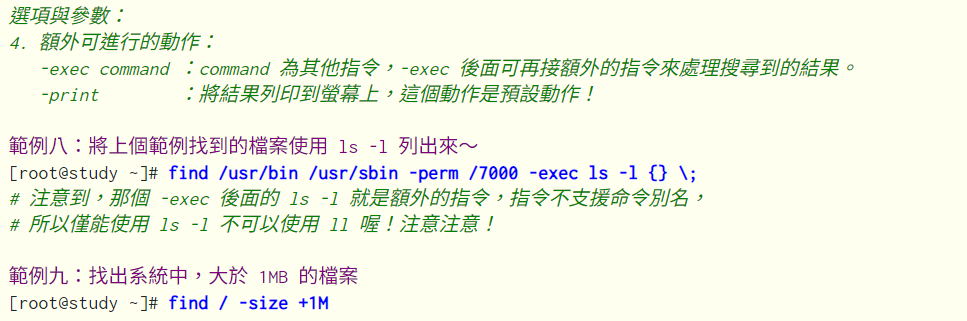 選項與參數：
4. 額外可進行的動作：
   -exec command ：command 為其他指令，-exec 後面可再接額外的指令來處理搜尋到的結果。
   -print        ：將結果列印到螢幕上，這個動作是預設動作！

範例八：將上個範例找到的檔案使用 ls -l 列出來～
[root@study ~]# find /usr/bin /usr/sbin -perm /7000 -exec ls -l {} \;
# 注意到，那個 -exec 後面的 ls -l 就是額外的指令，指令不支援命令別名，
# 所以僅能使用 ls -l 不可以使用 ll 喔！注意注意！

範例九：找出系統中，大於 1MB 的檔案
[root@study ~]# find / -size +1M